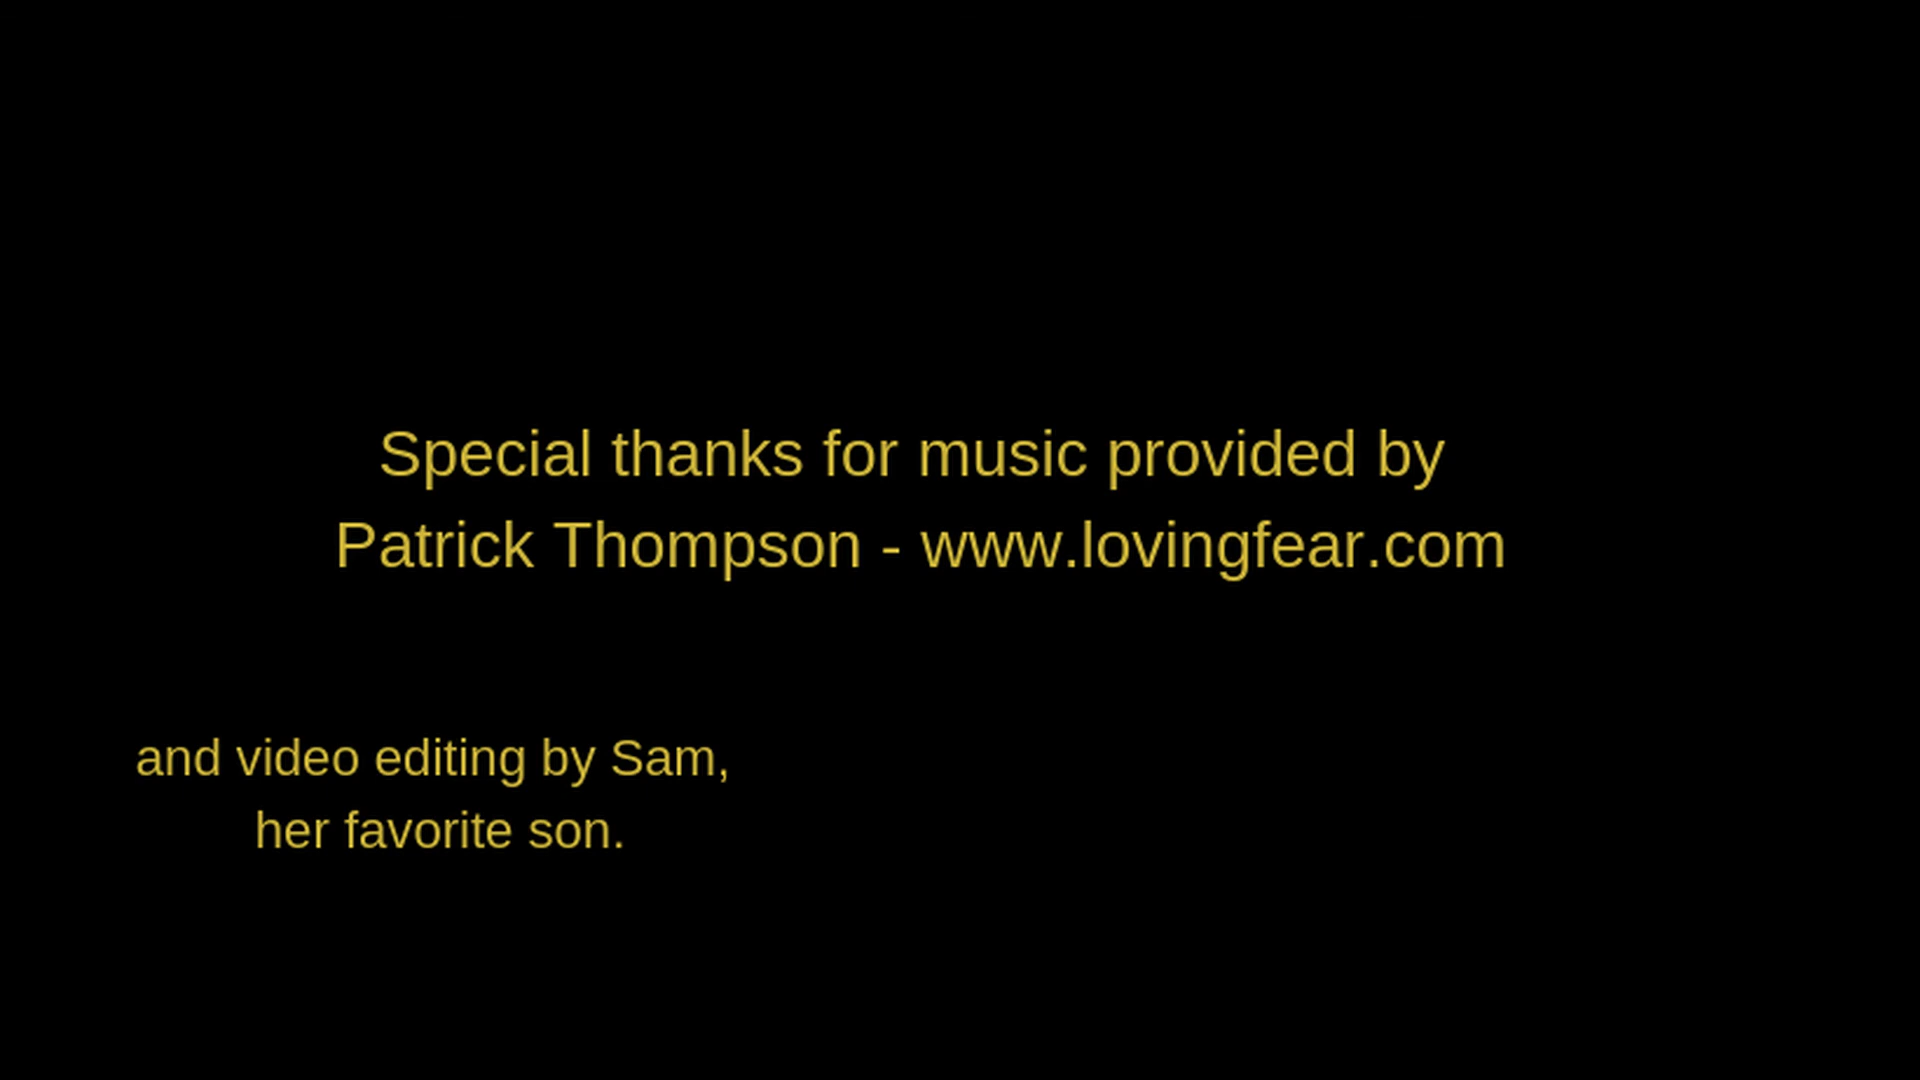 Special thanks for music provided by
Patrick Thompson - www.lovingfear.com
and video editing by Sam,
her favorite son.